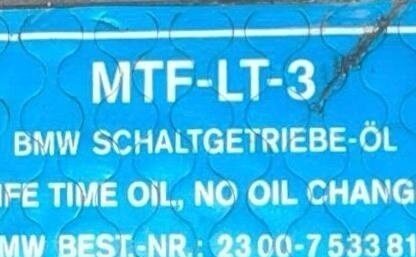 MTF-LT-3
BMW SCHALTGETRIEBE-ÖL
IFE TIME OIL, NO OIL CHANG
MW BEST.-NR.: 23 00-7 533 81